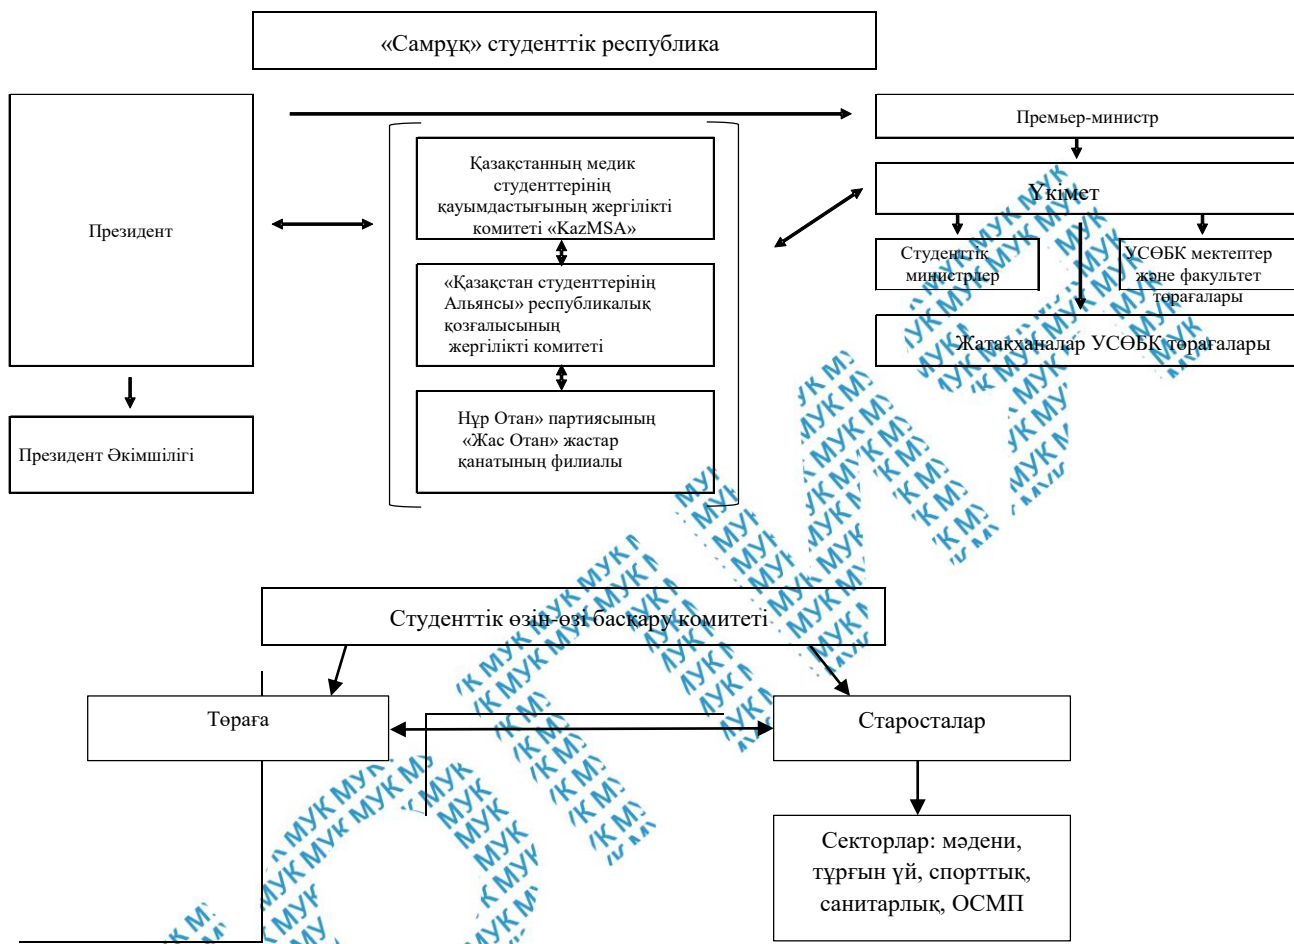 «Самрұқ» студенттік республика
Президент
Президент Әкімшілігі
Қазақстанның медик
студенттерінің
қауымдастығының жергілікті
комитеті «KazMSA»
«Қазақстан студенттерінің
Альянсы» республикалық
қозғалысының
жергілікті комитеті
Нұр Отан» партиясының
«Жас Отан» жастар
қанатының филиалы
Премьер-министр
Үкімет
Студенттік
министрлер
УСӨБК мектептер
және факультет
төрағалары
Жатақханалар УСӨБК төрағалары
Студенттік өзін-өзі басқару комитеті
Төраға
Старосталар
Секторлар: мәдени,
тұрғын үй, спорттық,
санитарлық, ОСМП